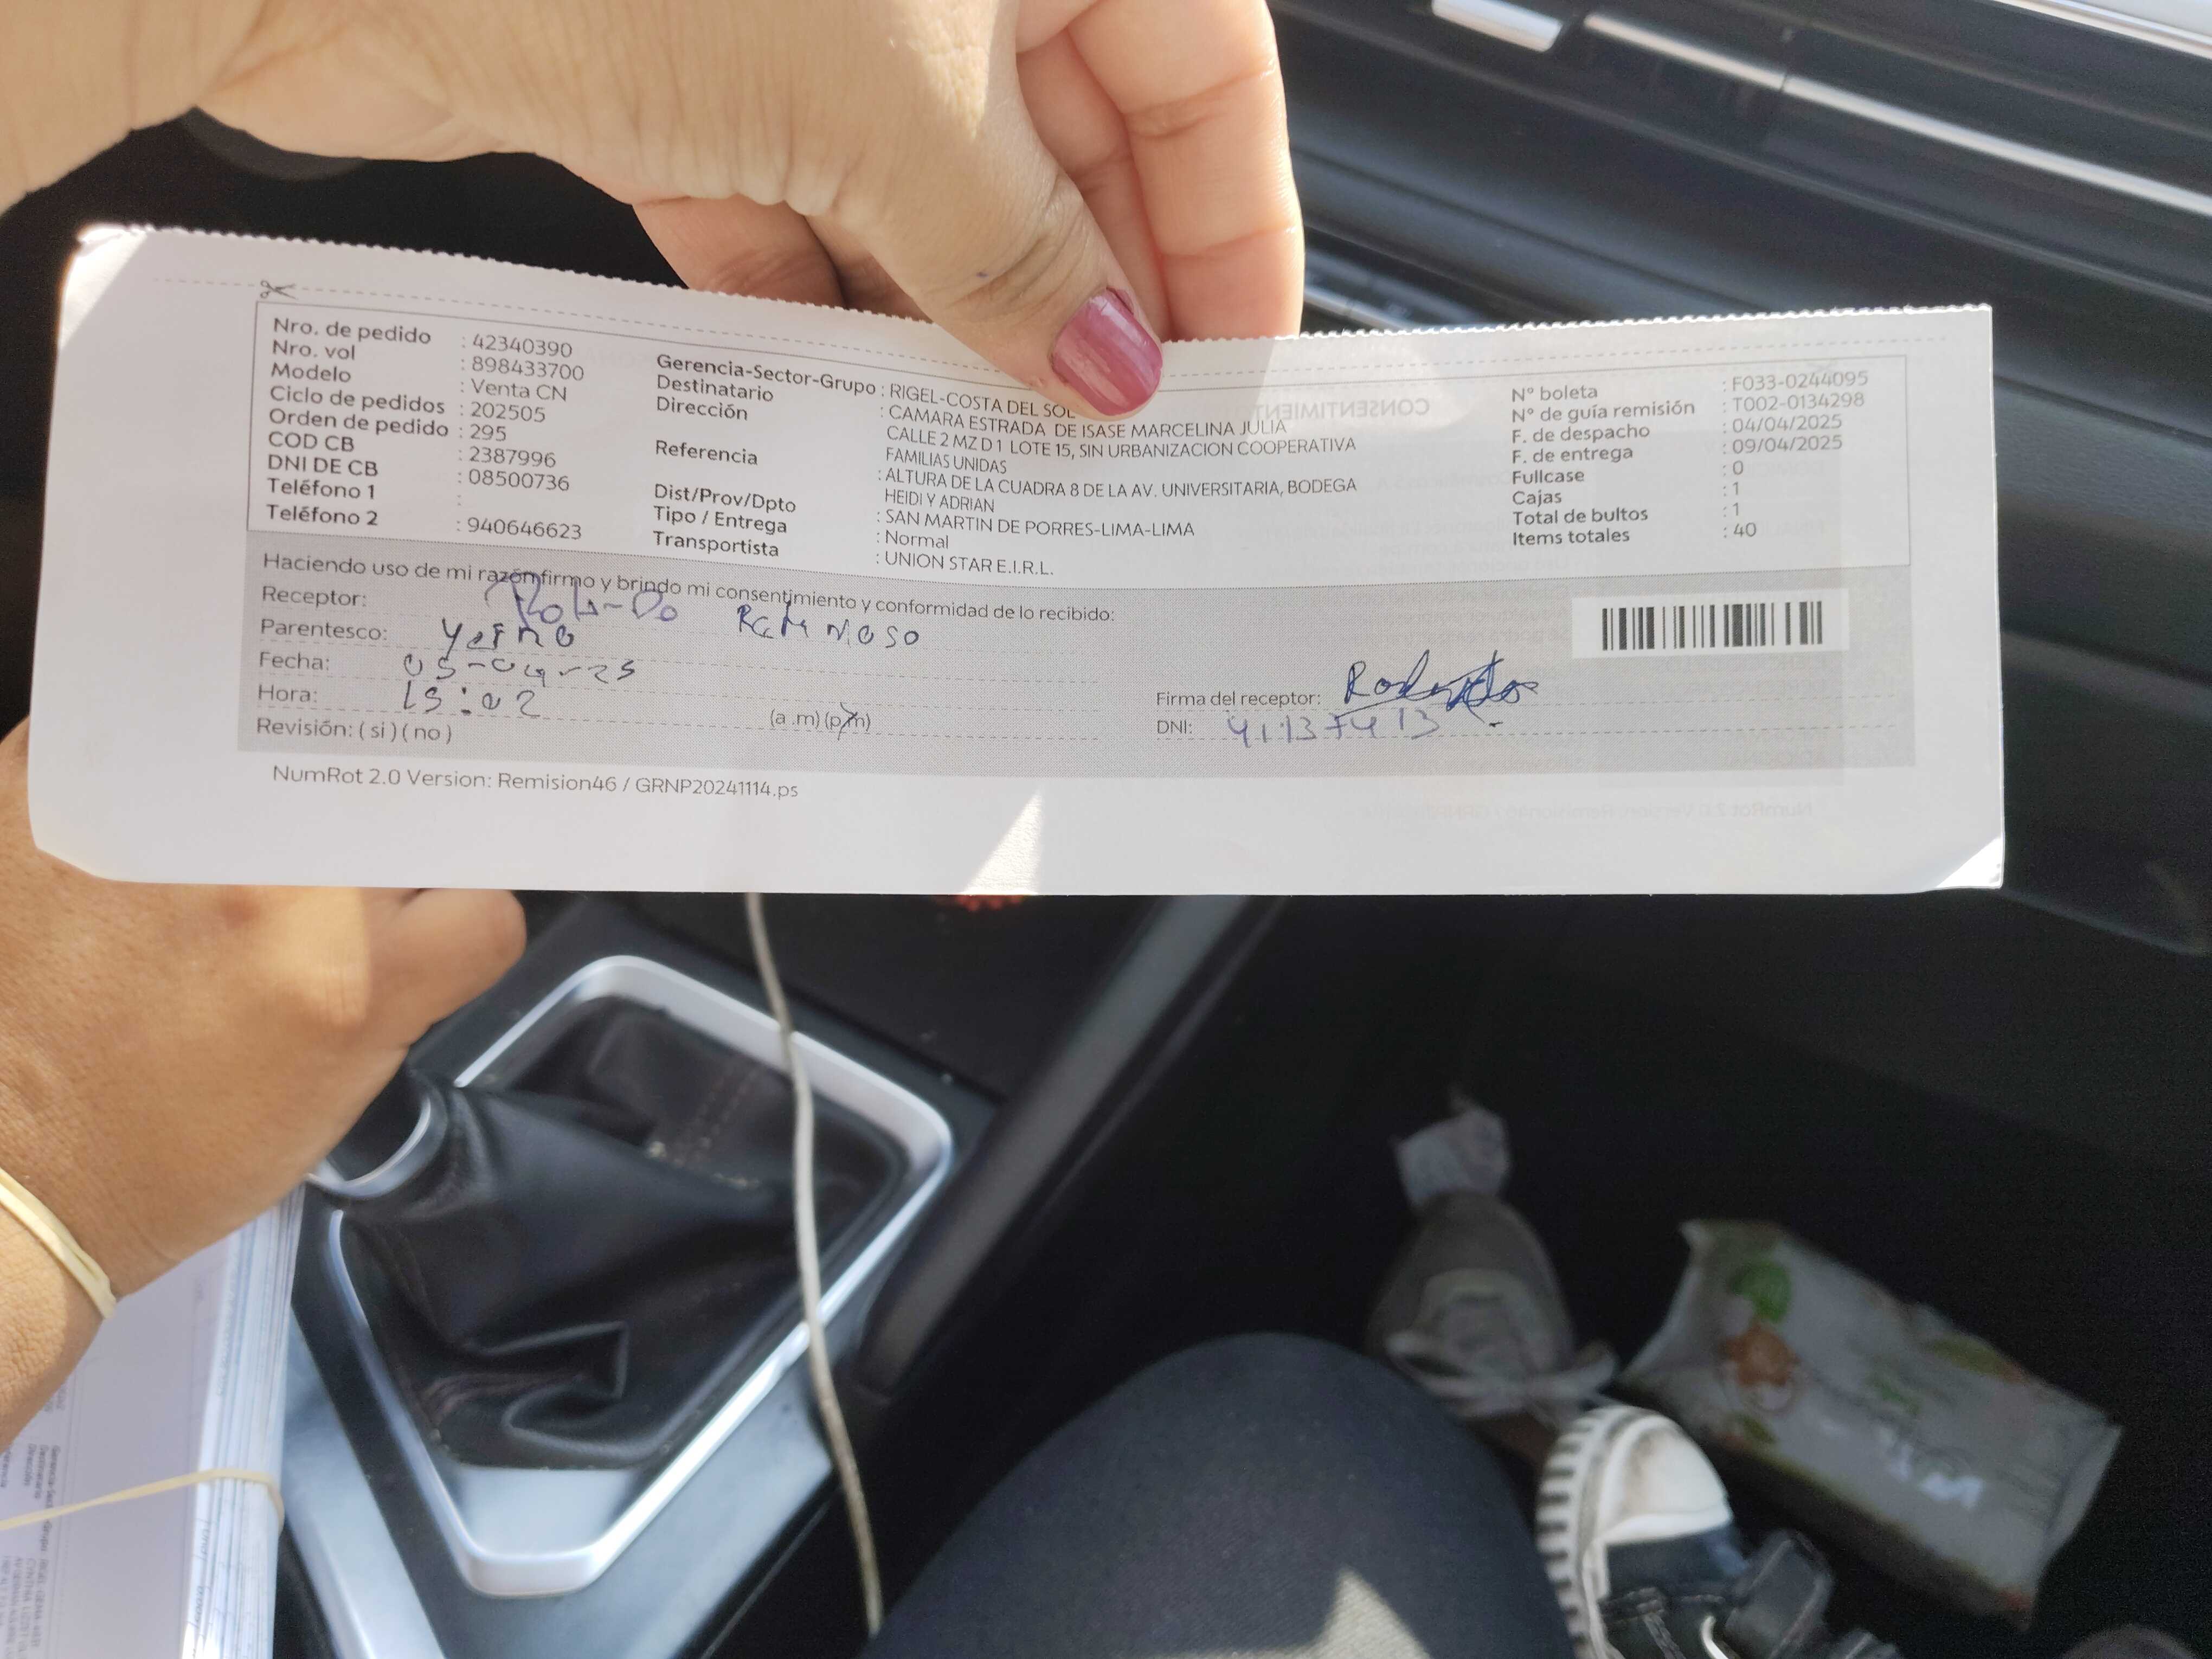 Nro. de pedido : 42340390
Nro. vol : 898433700
Modelo : Venta CN
Ciclo de pedidos : 202505
Orden de pedido : 295
COD CB : 2387996
DNI DE CB : 08500736
Teléfono 1 :
Teléfono 2 : 940646623
Gerencia-Sector-Grupo : RIGEL-COSTA DEL SOL
Destinatario : CAMARA ESTRADA DE ISASE MARCELINA JULIA
Dirección CALLE 2 MZ D 1 LOTE 15, SIN URBANIZACION COOPERATIVA
FAMILIAS UNIDAS
Referencia : ALTURA DE LA CUADRA 8 DE LA AV. UNIVERSITARIA, BODEGA
HEIDI Y ADRIAN
Dist/Prov/Dpto : SAN MARTIN DE PORRES-LIMA-LIMA
Tipo / Entrega : Normal
Transportista : UNION STAR E.I.R.L.
N° boleta : F033-0244095
N° de guía remisión : T002-0134298
F. de despacho : 04/04/2025
F. de entrega : 09/04/2025
Fullcase : 0
Cajas : 1
Total de bultos : 1
Items totales : 40
Haciendo uso de mi razón firmo y brindo mi consentimiento y conformidad de lo recibido:
Receptor:
Parentesco: Yerno
Fecha: 05-04-25
Hora: 15:02 (a .m) (p.m)
Revisión: ( si ) ( no )
Firma del receptor:
DNI: 41137413
NumRot 2.0 Version: Remision46 / GRNP20241114.ps